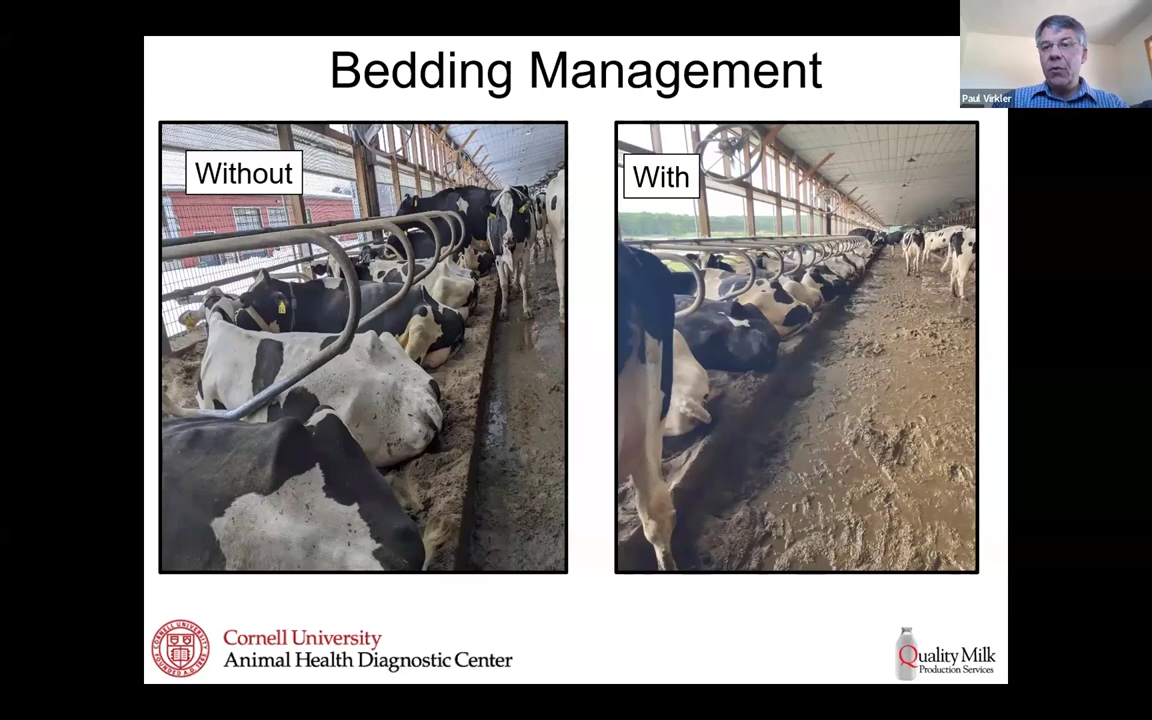 Bedding Management
Paul Virkler
Without
With
Cornell University
Animal Health Diagnostic Center
Quality Milk
Production Services